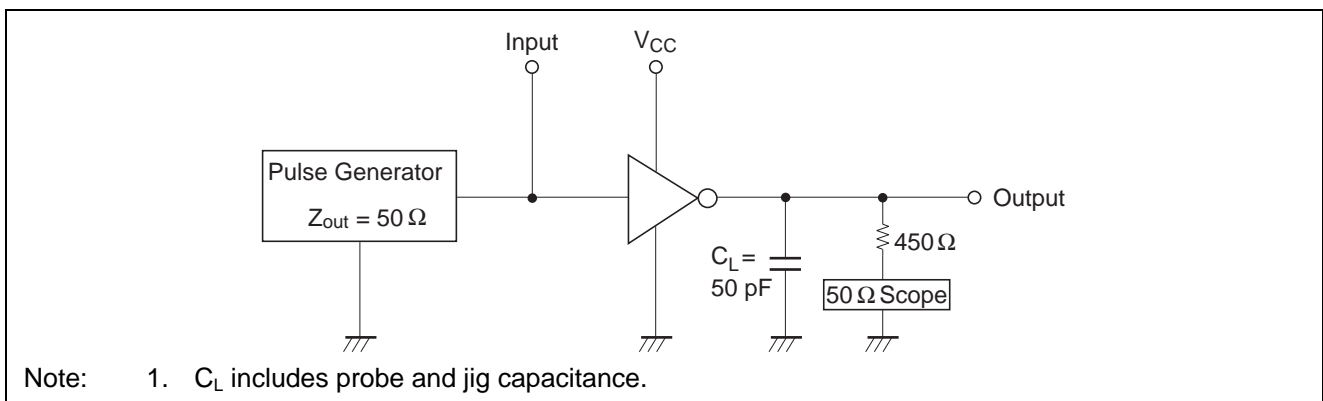 Input
VCC
Pulse Generator
Zout = 50 Ω
Output
450 Ω
CL =
50 pF
50 Ω Scope
Note: 1. CL includes probe and jig capacitance.